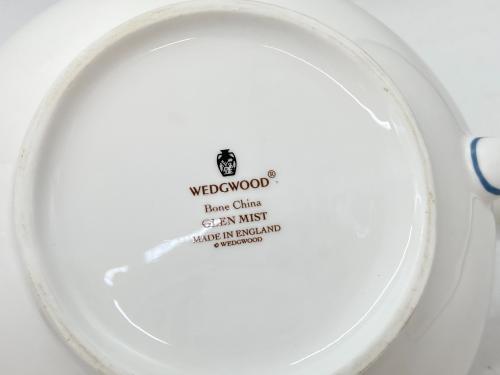 WEDGWOOD®
Bone China
GLEN MIST
MADE IN ENGLAND
© WEDGWOOD